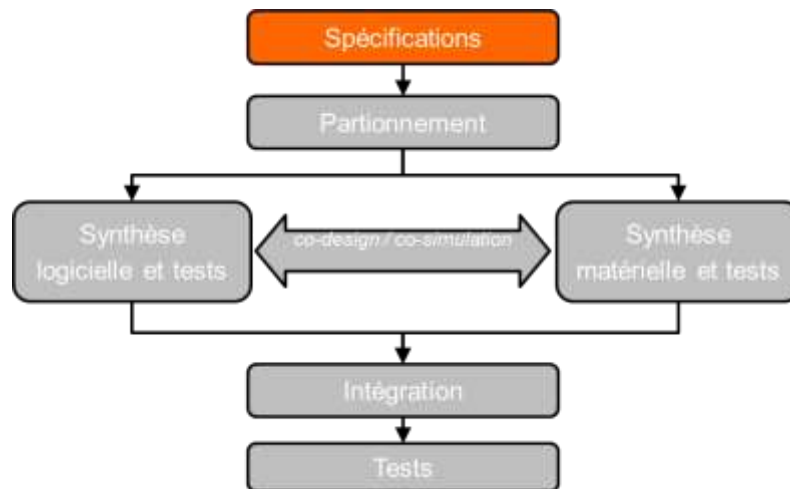 Spécifications
Partionnement
Synthèse
logicielle et tests
co-design / co-simulation
Synthèse
matérielle et tests
Intégration
Tests